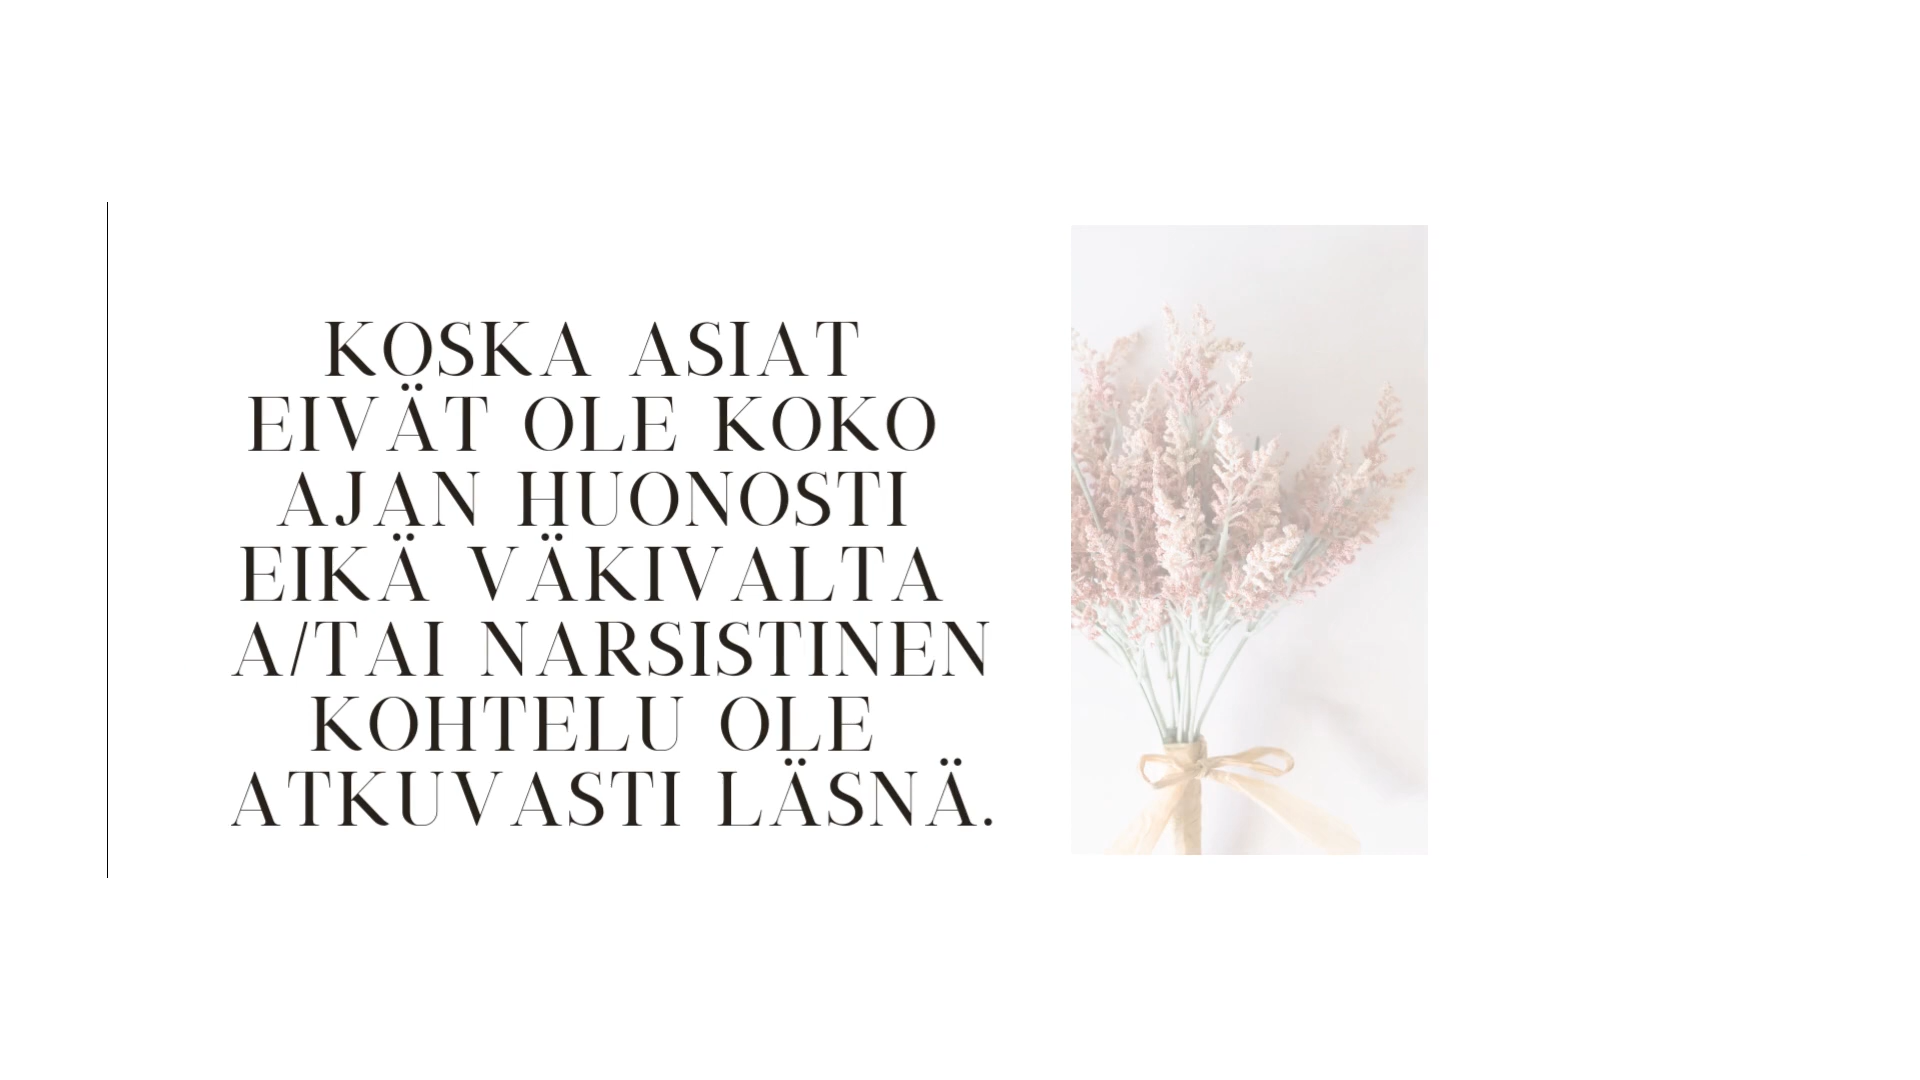 KOSKA ASIAT
EIVÄT OLE KOKO
AJAN HUONOSTI
EIKÄ VÄKIVALTA
A/TAI NARSISTINEN
KOHTELU OLE
ATKUVASTI LÄSNÄ.